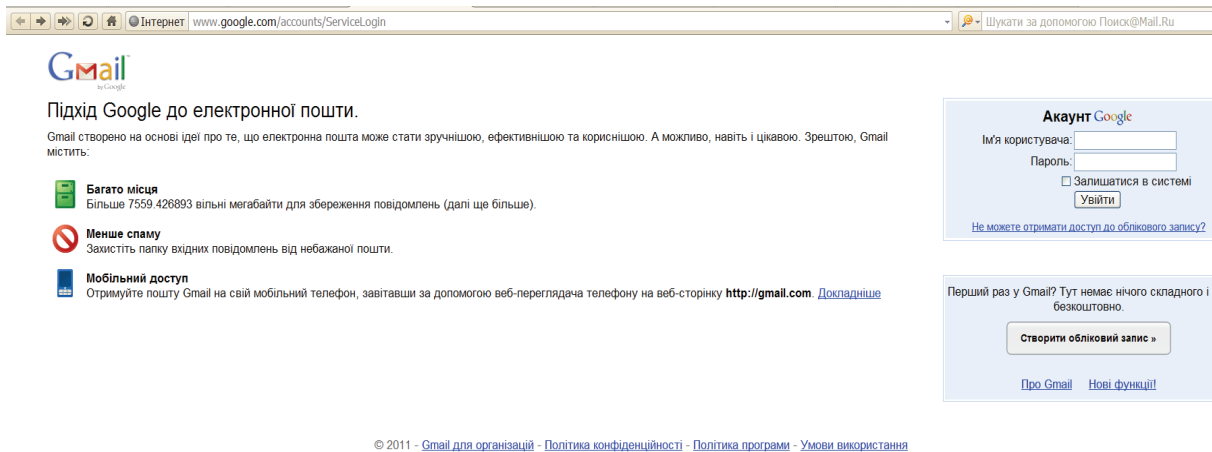 Інтернет www.google.com/accounts/ServiceLogin
Шукати за допомогою Поиск@Mail.Ru
Gmail
by Google
Підхід Google до електронної пошти.
Gmail створено на основі ідеї про те, що електронна пошта може стати зручнішою, ефективнішою та кориснішою. А можливо, навіть і цікавою. Зрештою, Gmail
містить:
Багато місця
Більше 7559.426893 вільні мегабайти для збереження повідомлень (далі ще більше).
Менше спаму
Захистіть папку вхідних повідомлень від небажаної пошти.
Мобільний доступ
Отримуйте пошту Gmail на свій мобільний телефон, завітавши за допомогою веб-переглядача телефону на веб-сторінку http://gmail.com. Докладніше
Акаунт Google
Ім'я користувача:
Пароль:
Залишатися в системі
Увійти
Не можете отримати доступ до облікового запису?
Перший раз у Gmail? Тут немає нічого складного і
безкоштовно.
Створити обліковий запис »
Про Gmail Нові функції!
© 2011 - Gmail для організацій - Політика конфіденційності - Політика програми - Умови використання